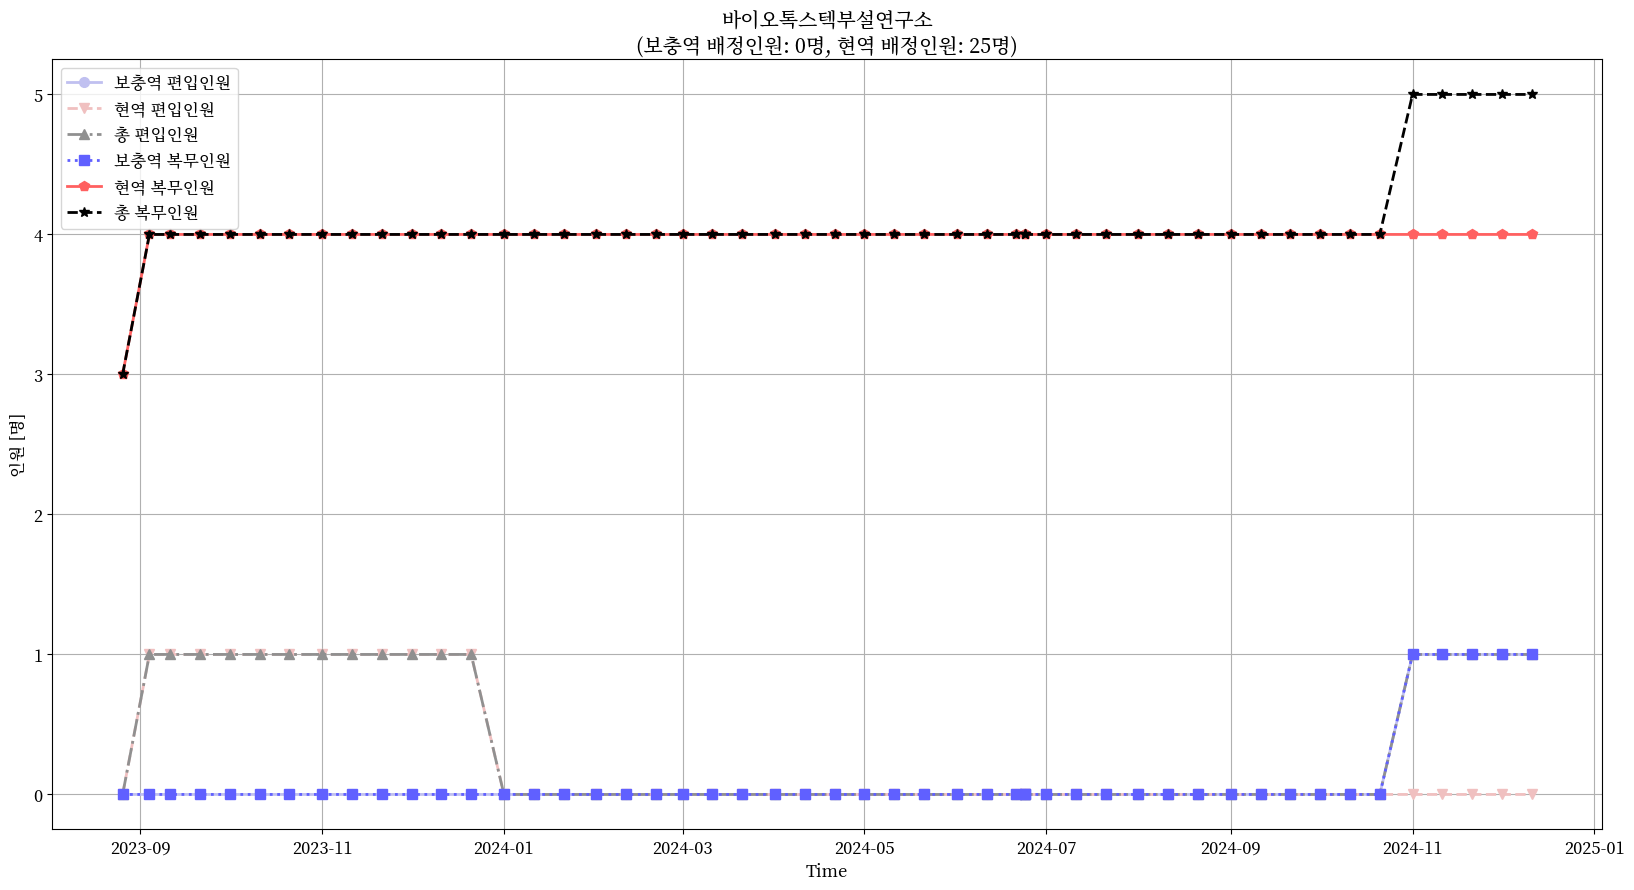 바이오톡스텍부설연구소
(보충역 배정인원: 0명, 현역 배정인원: 25명)
보충역 편입인원
현역 편입인원
총 편입인원
보충역 복무인원
현역 복무인원
총 복무인원
인원 [명]
5
4
3
2
1
0
2023-09
2023-11
2024-01
2024-03
2024-05
2024-07
2024-09
2024-11
2025-01
Time